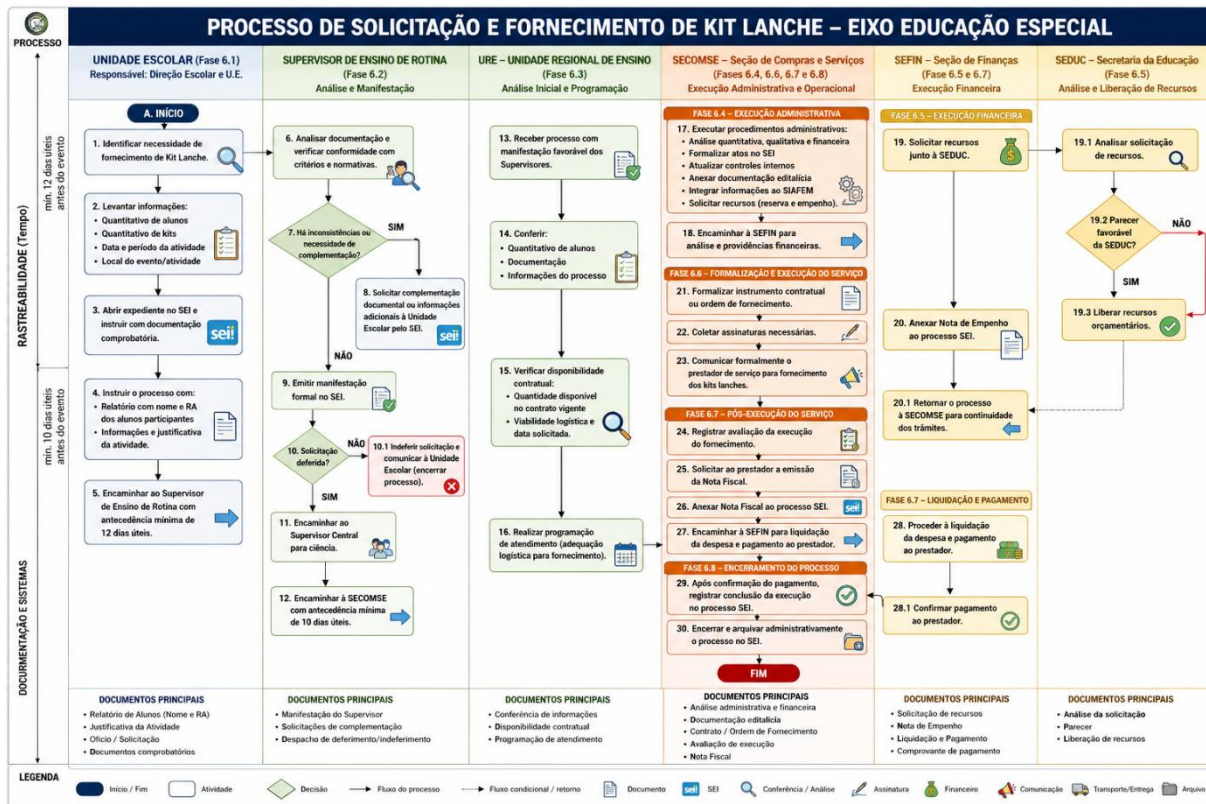 PROCESSO DE SOLICITAÇÃO E FORNECIMENTO DE KIT LANCHE – EIXO EDUCAÇÃO ESPECIAL
PROCESSO
RASTREABILIDADE (Tempo)
min. 12 dias úteis
antes do evento
min. 10 dias úteis
antes do evento
DOCURMENTAÇÃO E SISTEMAS
UNIDADE ESCOLAR (Fase 6.1)
Responsável: Direção Escolar e U.E.
A. INÍCIO
1. Identificar necessidade de
fornecimento de Kit Lanche.
2. Levantar informações:
• Quantitativo de alunos
• Quantitativo de kits
• Data e período da atividade
• Local do evento/atividade
3. Abrir expediente no SEI e
instruir com documentação
comprobatória.
sei!
4. Instruir o processo com:
• Relatório com nome e RA
dos alunos participantes
• Informações e justificativa
da atividade.
5. Encaminhar ao Supervisor
de Ensino de Rotina com
antecedência mínima de
12 dias úteis.
DOCUMENTOS PRINCIPAIS
• Relatório de Alunos (Nome e RA)
• Justificativa da Atividade
• Ofício / Solicitação
• Documentos comprobatórios
SUPERVISOR DE ENSINO DE ROTINA
(Fase 6.2)
Análise e Manifestação
6. Analisar documentação e
verificar conformidade com
critérios e normativas.
7. Há inconsistências ou
necessidade de
complementação?
SIM
8. Solicitar complementação
documental ou informações
adicionais à Unidade
Escolar pelo SEI.
sei!
NÃO
9. Emitir manifestação
formal no SEI.
10. Solicitação
deferida?
NÃO
10.1 Indeferir solicitação e
comunicar à Unidade
Escolar (encerrar
processo).
SIM
11. Encaminhar ao
Supervisor Central
para ciência.
12. Encaminhar à SECOMSE
com antecedência mínima
de 10 dias úteis.
DOCUMENTOS PRINCIPAIS
• Manifestação do Supervisor
• Solicitações de complementação
• Despacho de deferimento/indeferimento
URE – UNIDADE REGIONAL DE ENSINO
(Fase 6.3)
Análise Inicial e Programação
13. Receber processo com
manifestação favorável dos
Supervisores.
14. Conferir:
• Quantitativo de alunos
• Documentação
• Informações do processo
15. Verificar disponibilidade
contratual:
• Quantidade disponível
no contrato vigente
• Viabilidade logística e
data solicitada.
16. Realizar programação
de atendimento (adequação
logística para fornecimento).
DOCUMENTOS PRINCIPAIS
• Conferência de informações
• Disponibilidade contratual
• Programação de atendimento
SECOMSE – Seção de Compras e Serviços
(Fases 6.4, 6.6, 6.7 e 6.8)
Execução Administrativa e Operacional
FASE 6.4 – EXECUÇÃO ADMINISTRATIVA
17. Executar procedimentos administrativos:
• Análise quantitativa, qualitativa e financeira
• Formalizar atos no SEI
• Atualizar controles internos
• Anexar documentação editalícia
• Integrar informações ao SIAFEM
• Solicitar recursos (reserva e empenho).
18. Encaminhar à SEFIN para
análise e providências financeiras.
FASE 6.6 – FORMALIZAÇÃO E EXECUÇÃO DO SERVIÇO
21. Formalizar instrumento contratual
ou ordem de fornecimento.
22. Coletar assinaturas necessárias.
23. Comunicar formalmente o
prestador de serviço para fornecimento
dos kits lanches.
FASE 6.7 – PÓS-EXECUÇÃO DO SERVIÇO
24. Registrar avaliação da execução
do fornecimento.
25. Solicitar ao prestador a emissão
da Nota Fiscal.
26. Anexar Nota Fiscal ao processo SEI.
sei!
27. Encaminhar à SEFIN para liquidação
da despesa e pagamento ao prestador.
FASE 6.8 – ENCERRAMENTO DO PROCESSO
29. Após confirmação do pagamento,
registrar conclusão da execução
no processo SEI.
30. Encerrar e arquivar administrativamente
o processo no SEI.
FIM
DOCUMENTOS PRINCIPAIS
• Análise administrativa e financeira
• Documentação editalícia
• Contrato / Ordem de Fornecimento
• Avaliação de execução
• Nota Fiscal
SEFIN – Seção de Finanças
(Fase 6.5 e 6.7)
Execução Financeira
FASE 6.5 – EXECUÇÃO FINANCEIRA
19. Solicitar recursos
junto à SEDUC.
20. Anexar Nota de Empenho
ao processo SEI.
20.1 Retornar o processo
à SECOMSE para continuidade
dos trâmites.
FASE 6.7 – LIQUIDAÇÃO E PAGAMENTO
28. Proceder à liquidação
da despesa e pagamento
ao prestador.
28.1 Confirmar pagamento
ao prestador.
DOCUMENTOS PRINCIPAIS
• Solicitação de recursos
• Nota de Empenho
• Liquidação e Pagamento
• Comprovante de pagamento
SEDUC – Secretaria da Educação
(Fase 6.5)
Análise e Liberação de Recursos
19.1 Analisar solicitação
de recursos.
19.2 Parecer
favorável
da SEDUC?
NÃO
SIM
19.3 Liberar recursos
orçamentários.
DOCUMENTOS PRINCIPAIS
• Análise da solicitação
• Parecer
• Liberação de recursos
LEGENDA
Início / Fim
Atividade
Decisão
Fluxo do processo
Fluxo condicional / retorno
Documento
sei!
SEI
Conferência / Análise
Assinatura
Financeiro
Comunicação
Transporte/Entrega
Arquivo